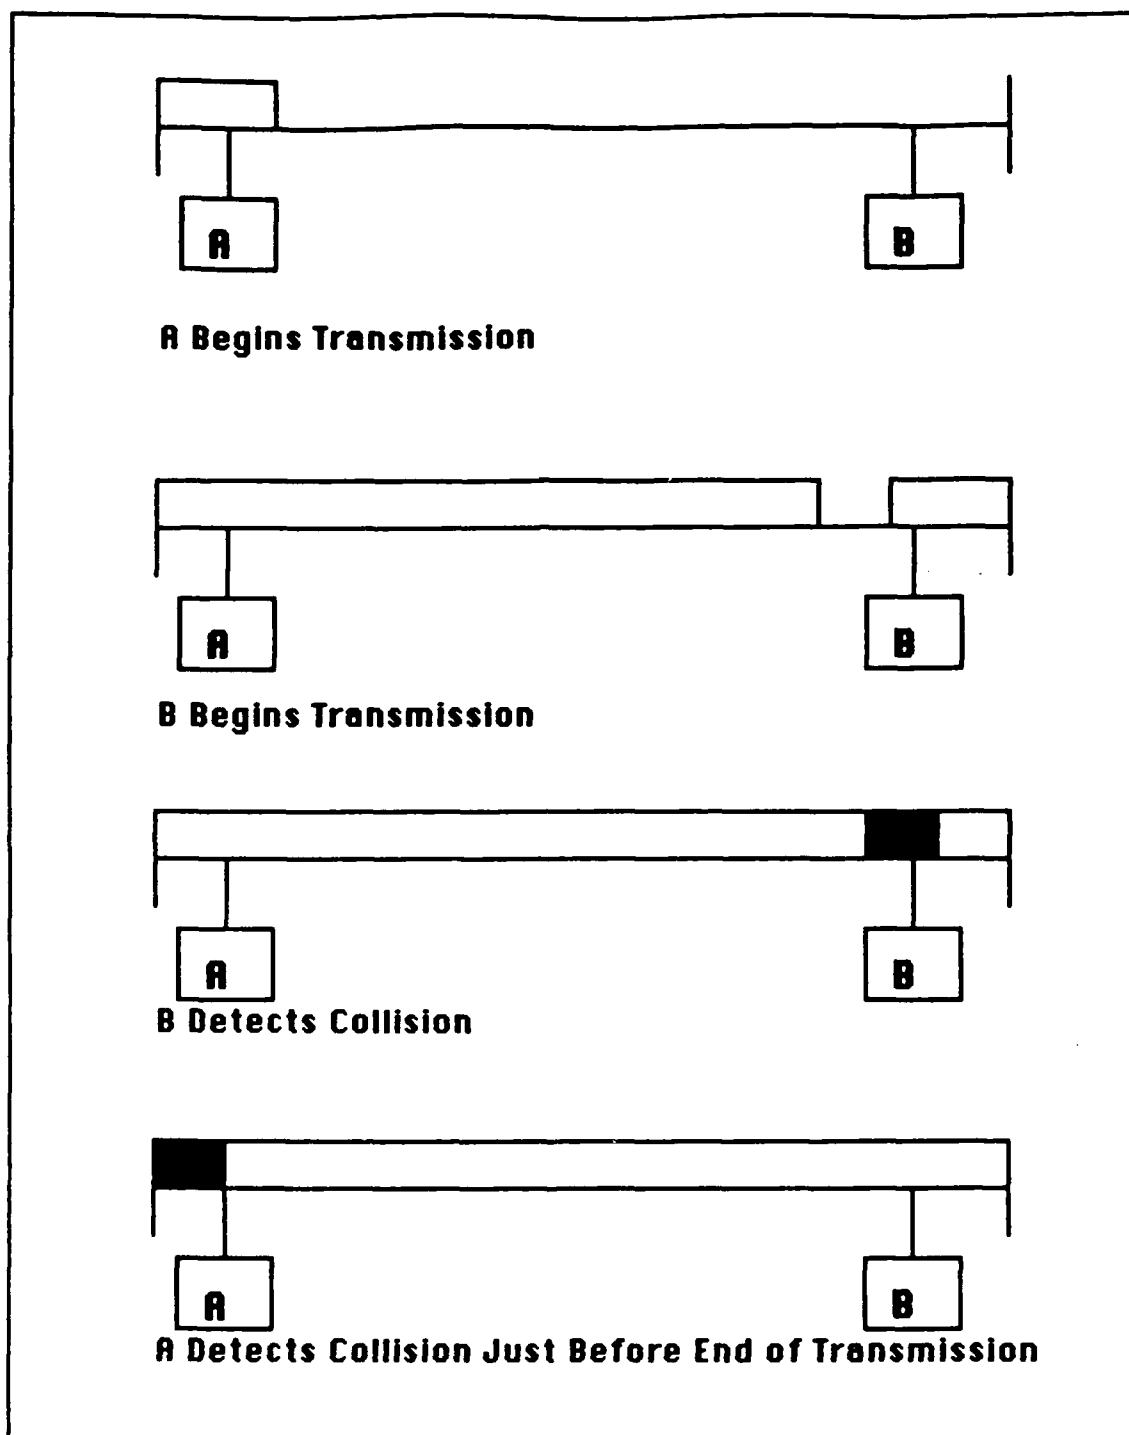 A
B
A Begins Transmission
A
B
B Begins Transmission
A
B
B Detects Collision
A
B
A Detects Collision Just Before End of Transmission